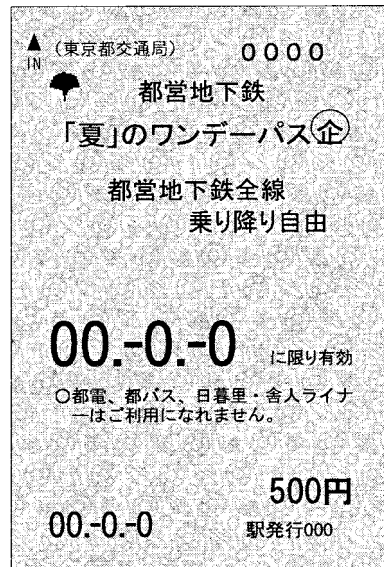 ▲ (東京都交通局) 0000
IN
都営地下鉄
「夏」のワンデーパス㊭
都営地下鉄全線
乗り降り自由
00.-0.-0 に限り有効
○都電、都バス、日暮里・舎人ライナ
ーはご利用になれません。
500円
00.-0.-0 駅発行000